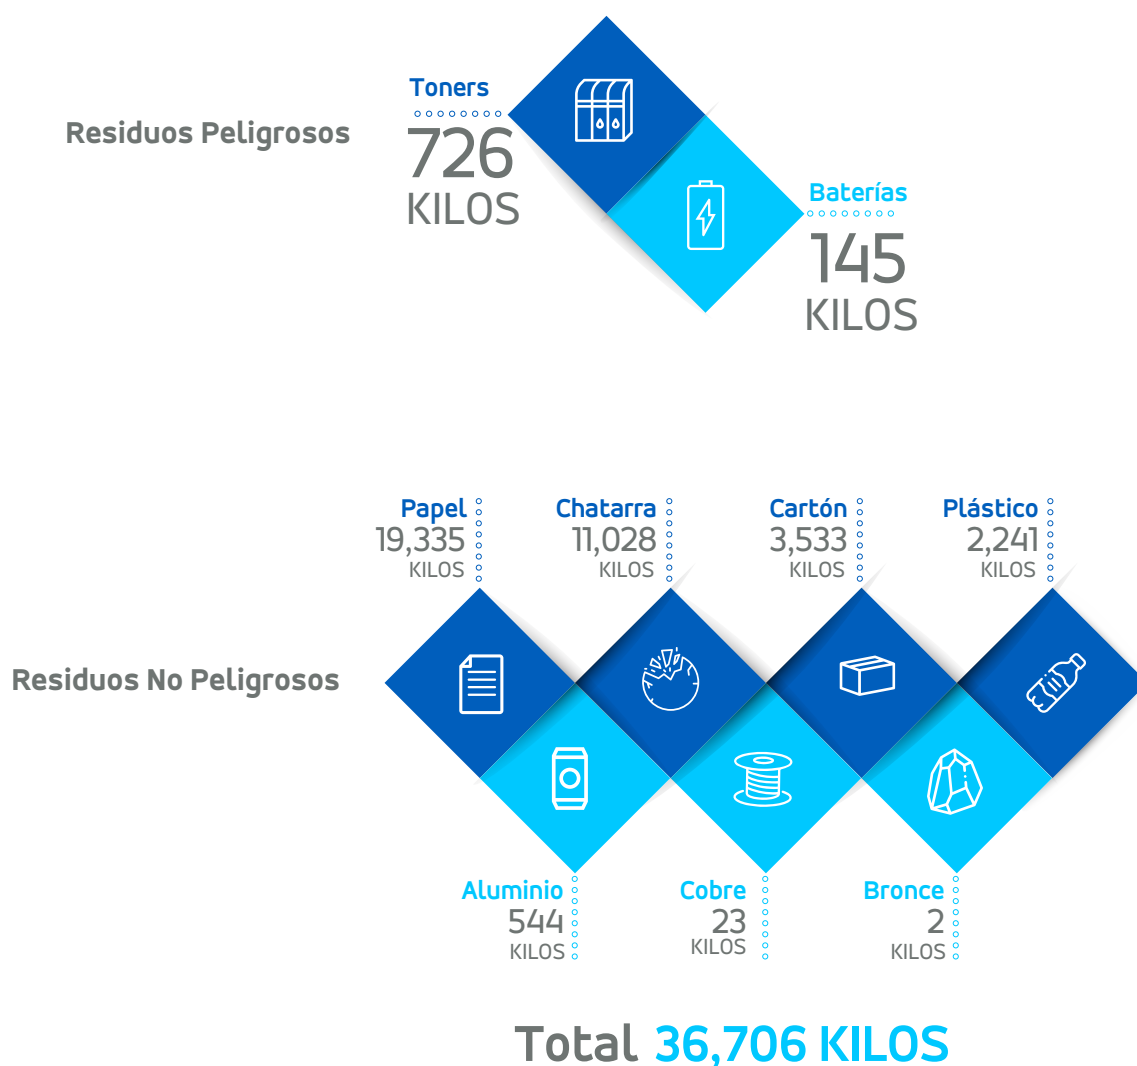 Residuos Peligrosos
Toners
726
KILOS
Baterías
145
KILOS
Residuos No Peligrosos
Papel
19,335
KILOS
Chatarra
11,028
KILOS
Cartón
3,533
KILOS
Plástico
2,241
KILOS
Aluminio
544
KILOS
Cobre
23
KILOS
Bronce
2
KILOS
Total 36,706 KILOS